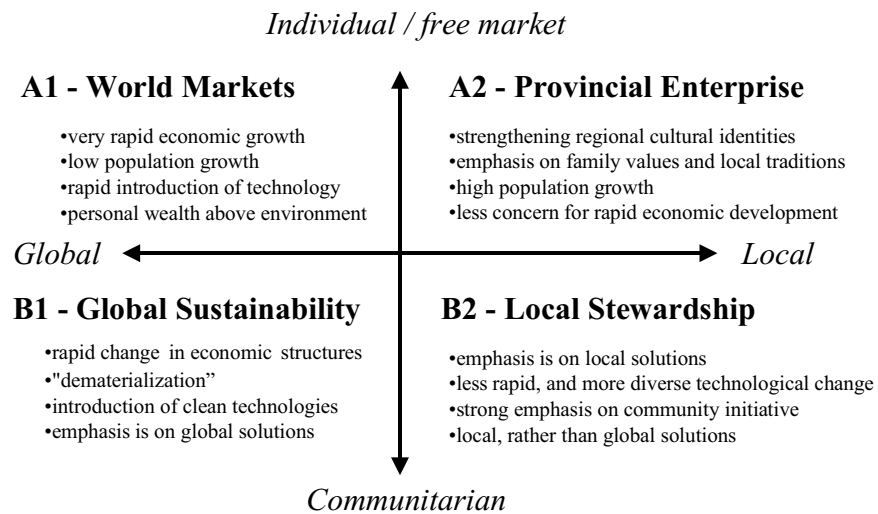 Individual / free market
A1 - World Markets
•very rapid economic growth
•low population growth
•rapid introduction of technology
•personal wealth above environment
A2 - Provincial Enterprise
•strengthening regional cultural identities
•emphasis on family values and local traditions
•high population growth
•less concern for rapid economic development
Global
Local
B1 - Global Sustainability
•rapid change in economic structures
•"dematerialization”
•introduction of clean technologies
•emphasis is on global solutions
B2 - Local Stewardship
•emphasis is on local solutions
•less rapid, and more diverse technological change
•strong emphasis on community initiative
•local, rather than global solutions
Communitarian